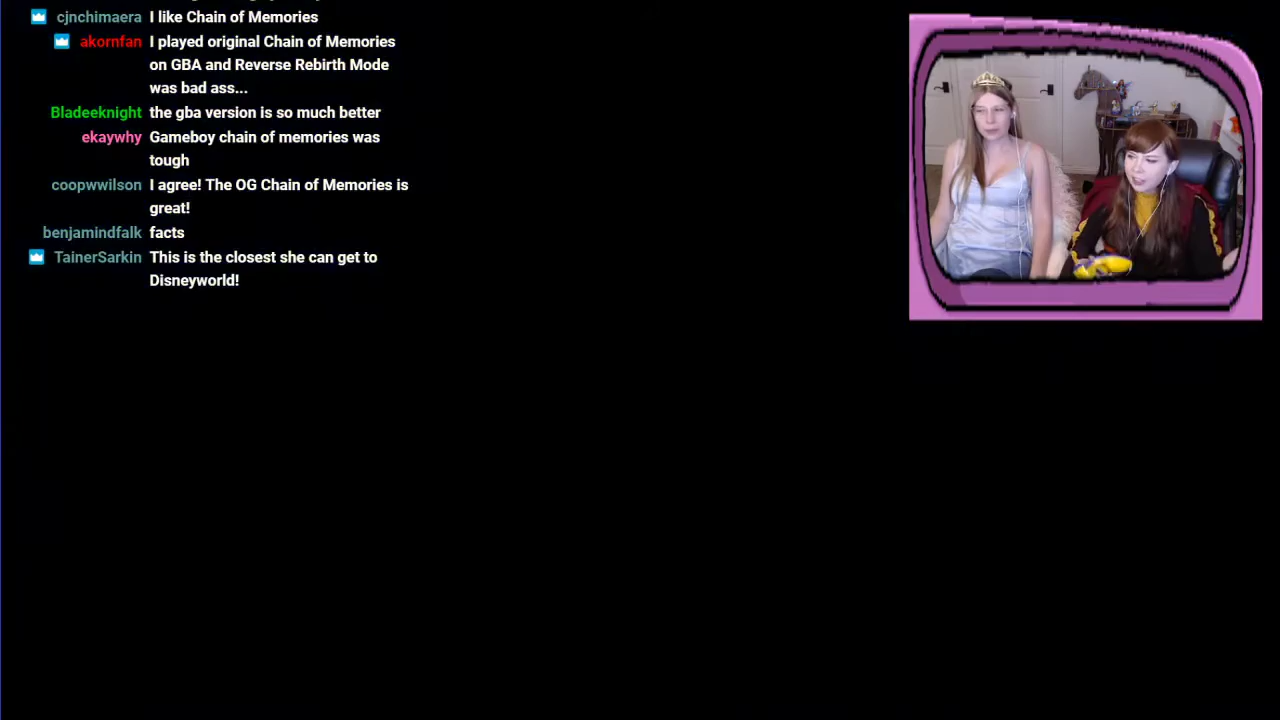 cjnchimaera I like Chain of Memories
akornfan I played original Chain of Memories
on GBA and Reverse Rebirth Mode
was bad ass...
Bladeeknight the gba version is so much better
ekaywhy Gameboy chain of memories was
tough
coopwwilson I agree! The OG Chain of Memories is
great!
benjamindfalk facts
TainerSarkin This is the closest she can get to
Disneyworld!